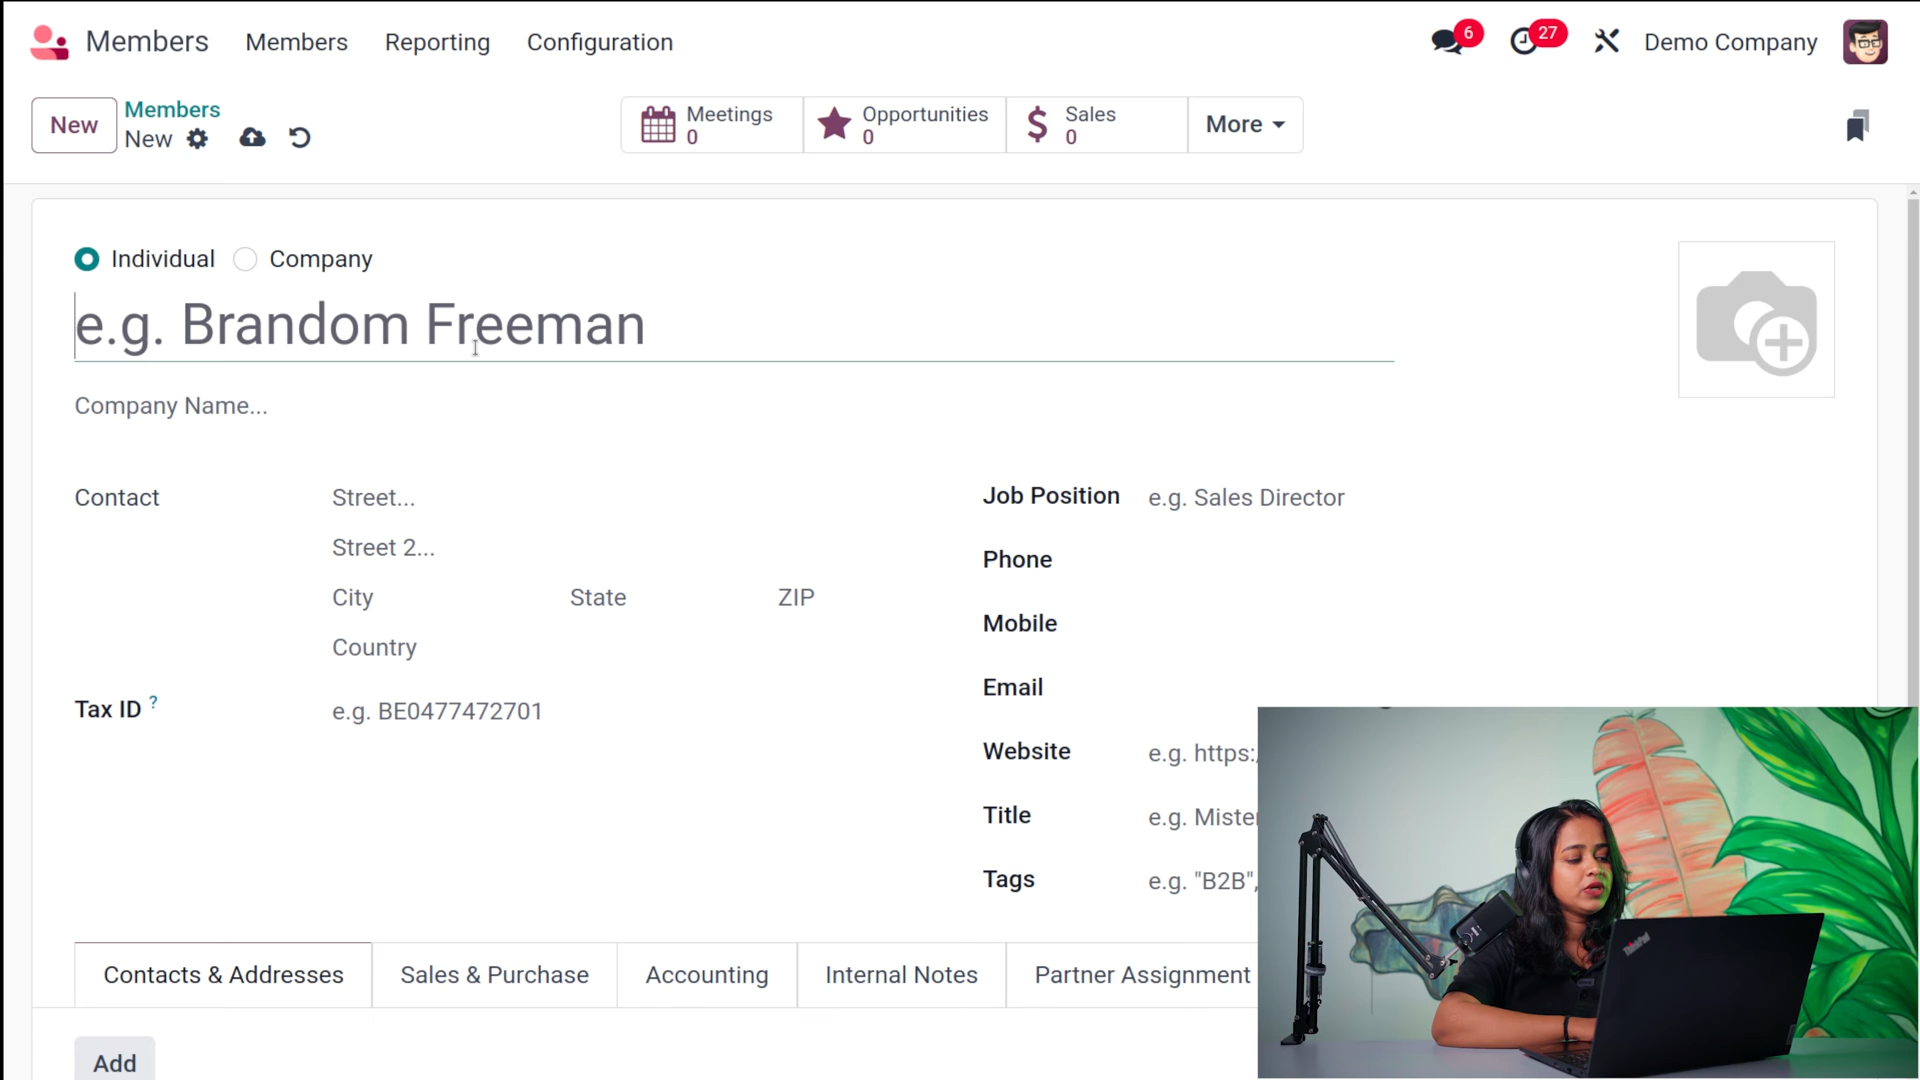 Members Members Reporting Configuration 6 27 Demo Company
New Members
New
Meetings
0
Opportunities
0
Sales
0
More
Individual Company
e.g. Brandom Freeman
Company Name...
Contact Street...
Street 2...
City State ZIP
Country
Tax ID ? e.g. BE0477472701
Job Position e.g. Sales Director
Phone
Mobile
Email
Website e.g. https:/
Title e.g. Mister
Tags e.g. "B2B",
Contacts & Addresses Sales & Purchase Accounting Internal Notes Partner Assignment
Add
ThinkPad